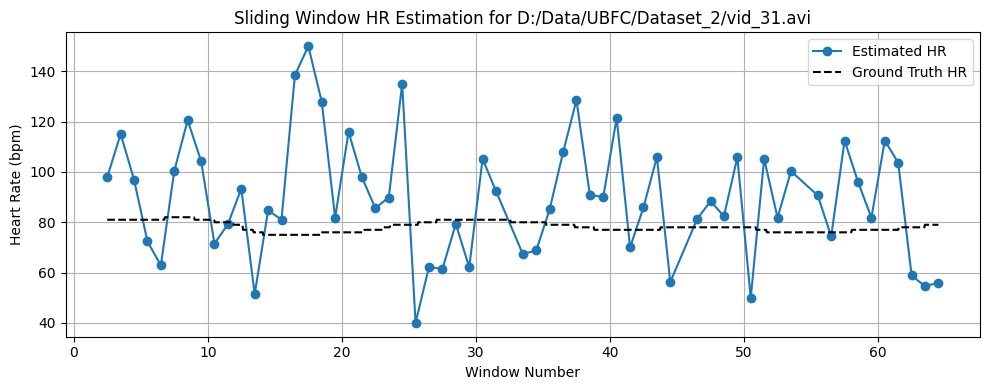 Sliding Window HR Estimation for D:/Data/UBFC/Dataset_2/vid_31.avi
Estimated HR
Ground Truth HR
Heart Rate (bpm)
140
120
100
80
60
40
0 10 20 30 40 50 60
Window Number